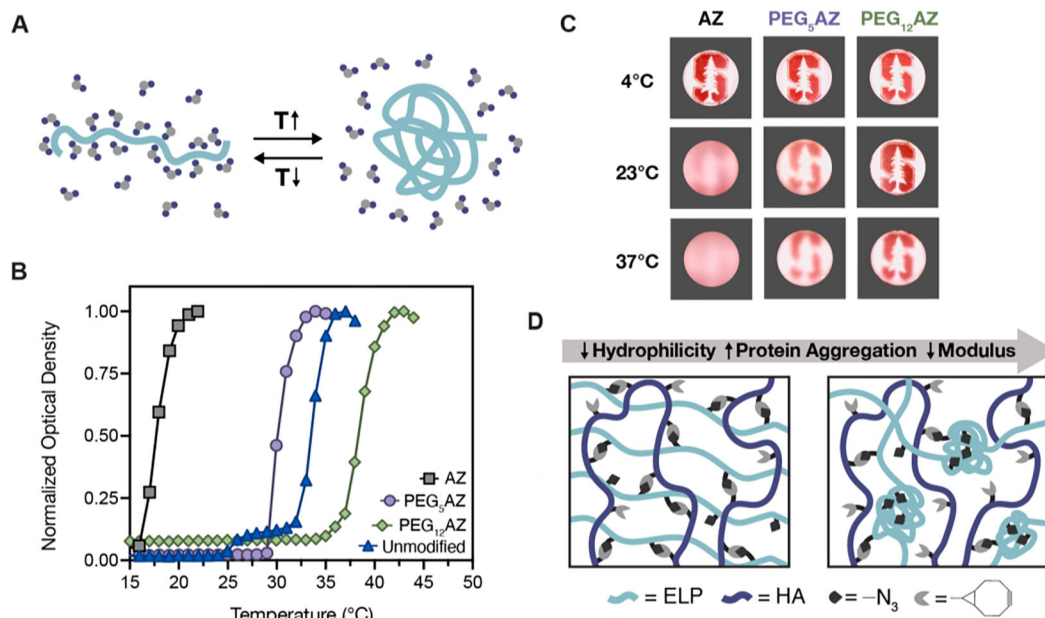 A
T↑
T↓
B
Normalized Optical Density
1.00
0.75
0.50
0.25
0.00
15 20 25 30 35 40 45 50
Temperature (°C)
AZ
PEG₅AZ
PEG₁₂AZ
Unmodified
C
AZ PEG₅AZ PEG₁₂AZ
4°C
23°C
37°C
D
↓Hydrophilicity ↑Protein Aggregation ↓Modulus
= ELP = HA = –N₃ =